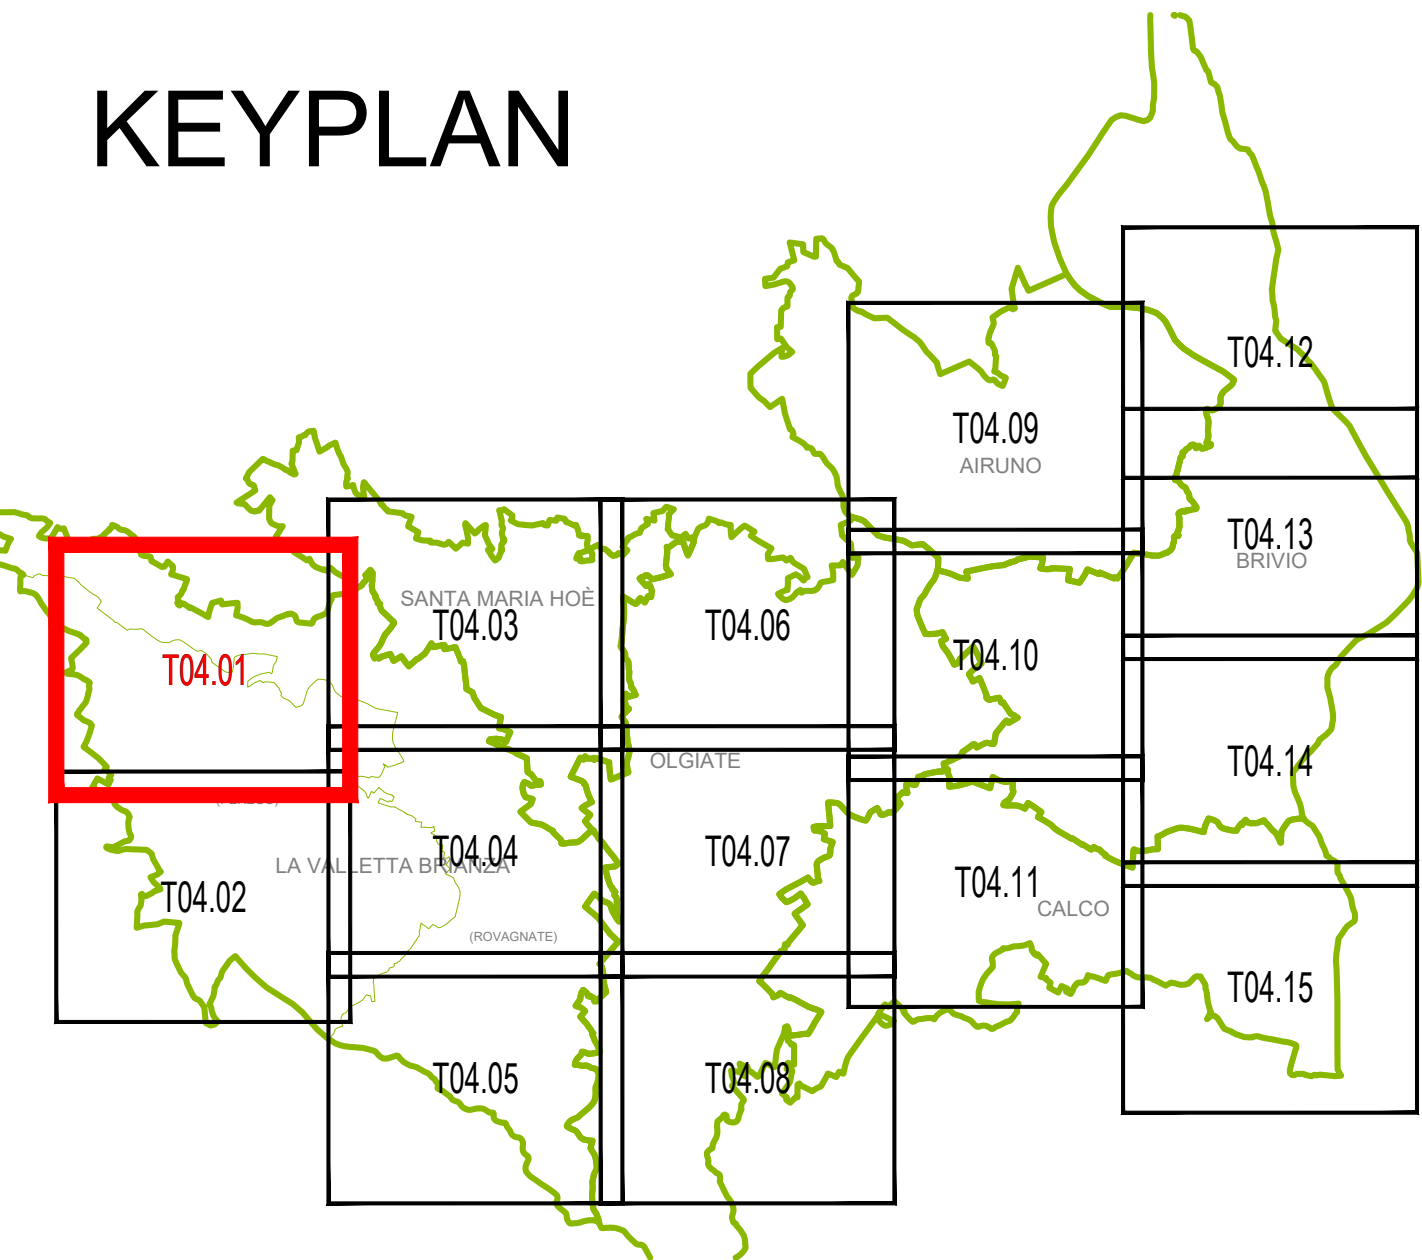 KEYPLAN
T04.12
T04.09
AIRUNO
T04.13
BRIVIO
SANTA MARIA HOÈ
T04.03
T04.06
T04.10
T04.01
OLGIATE
T04.14
T04.04
T04.07
LA VALLETTA BRIANZA
T04.11
T04.02
CALCO
(ROVAGNATE)
T04.15
T04.05
T04.08